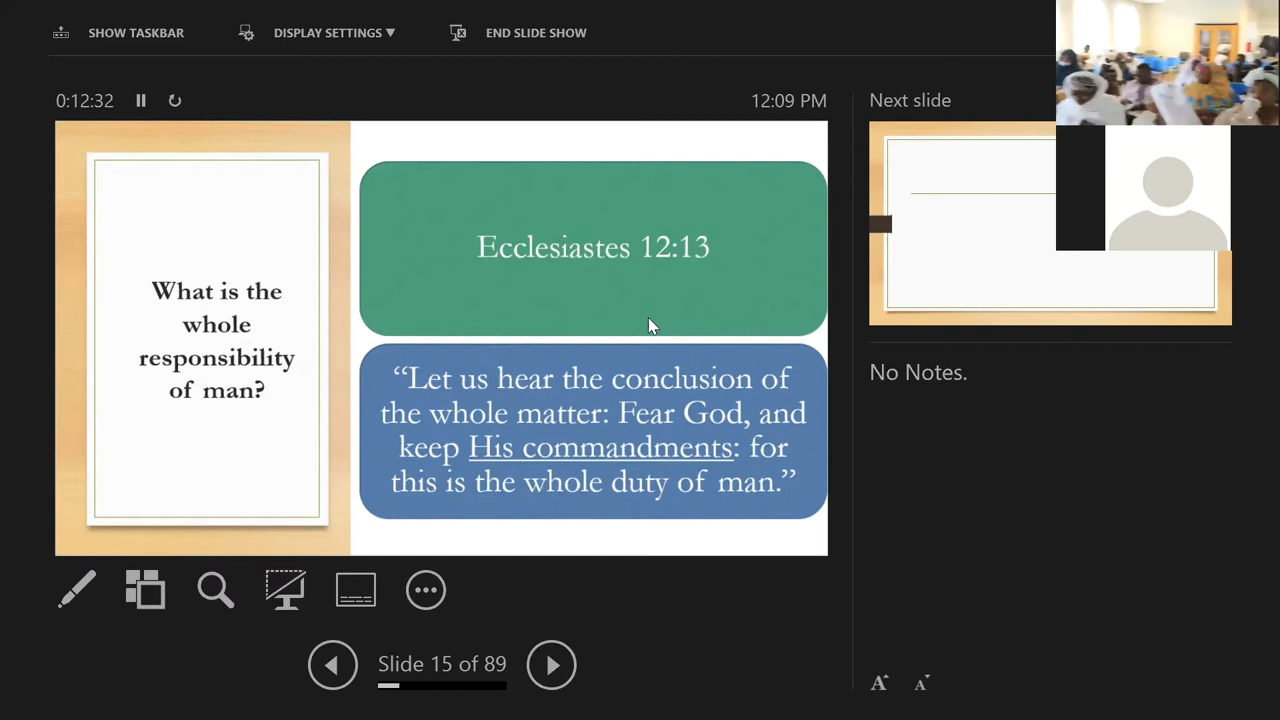 SHOW TASKBAR
DISPLAY SETTINGS ▼
END SLIDE SHOW
0:12:32
12:09 PM
Next slide
What is the
whole
responsibility
of man?
Ecclesiastes 12:13
“Let us hear the conclusion of
the whole matter: Fear God, and
keep His commandments: for
this is the whole duty of man.”
No Notes.
Slide 15 of 89
A A